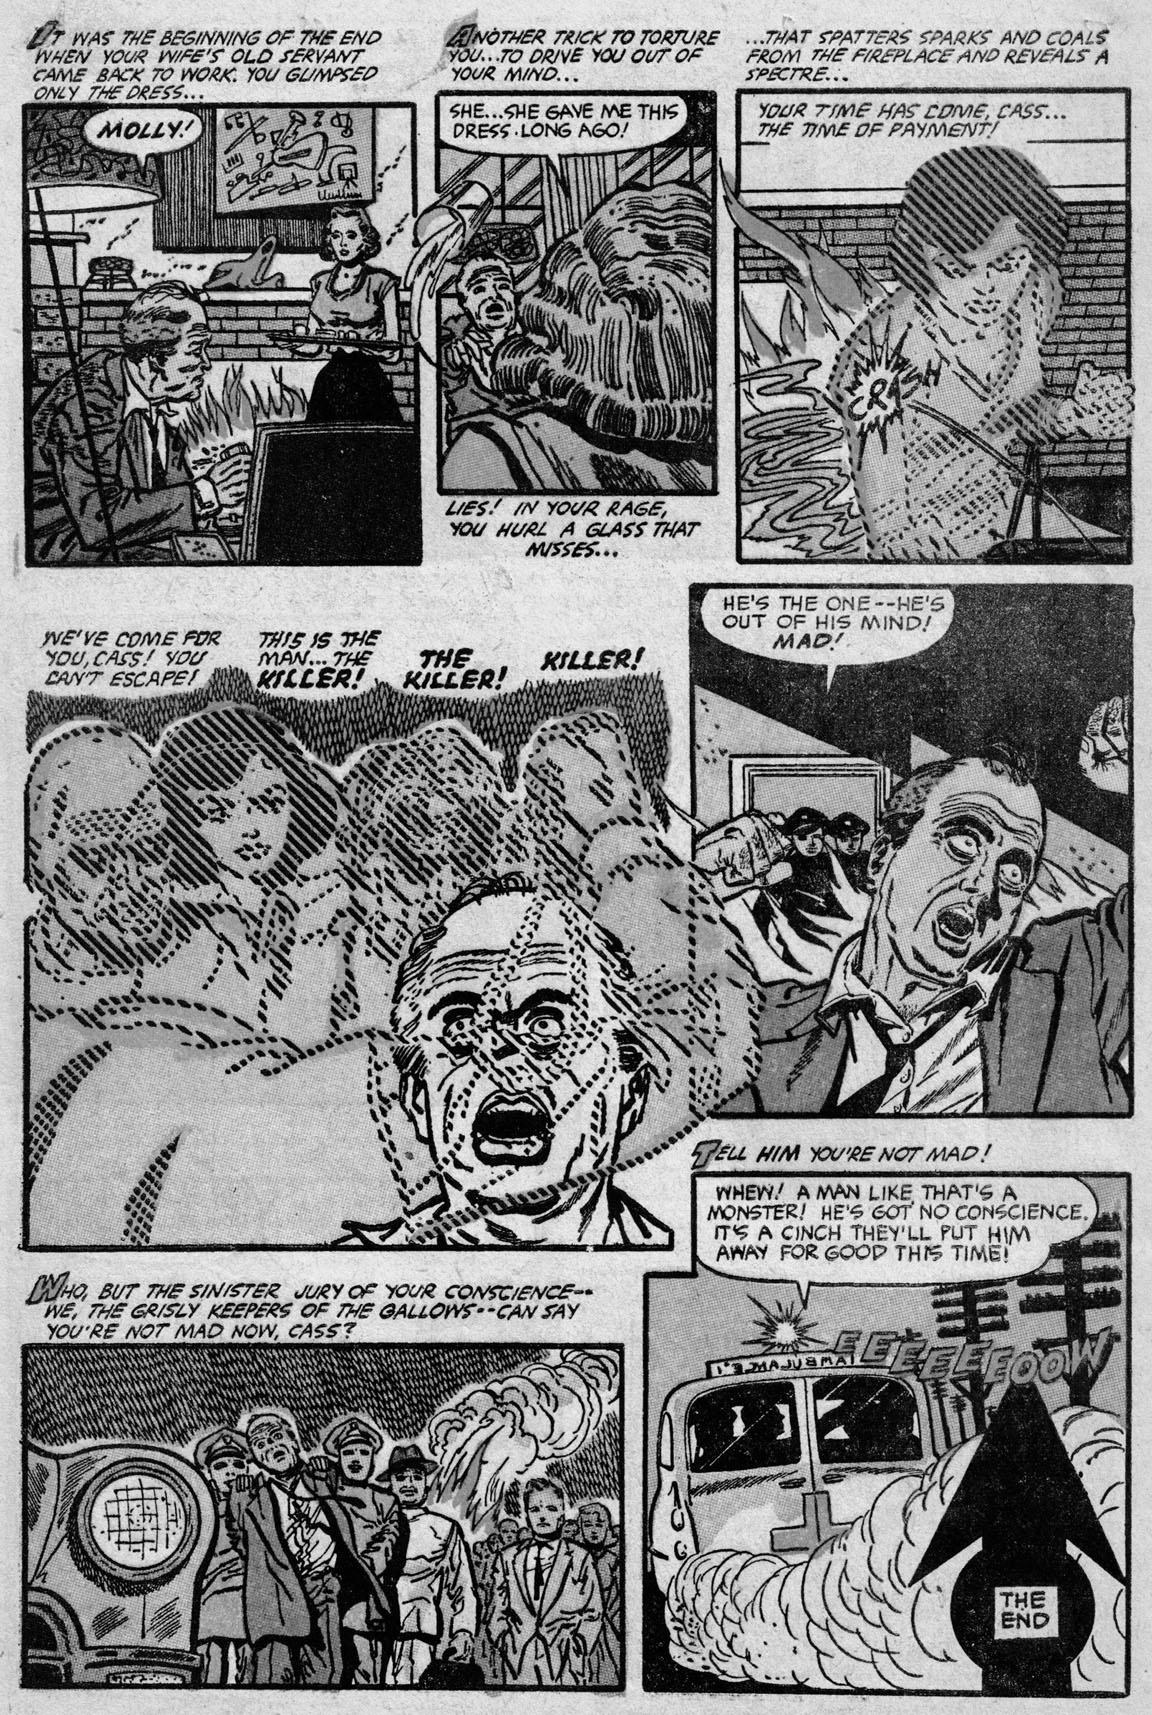 IT WAS THE BEGINNING OF THE END
WHEN YOUR WIFE'S OLD SERVANT
CAME BACK TO WORK. YOU GLIMPSED
ONLY THE DRESS...
MOLLY!
ANOTHER TRICK TO TORTURE
YOU...TO DRIVE YOU OUT OF
YOUR MIND...
SHE...SHE GAVE ME THIS
DRESS LONG AGO!
LIES! IN YOUR RAGE,
YOU HURL A GLASS THAT
MISSES...
...THAT SPATTERS SPARKS AND COALS
FROM THE FIREPLACE AND REVEALS A
SPECTRE...
YOUR TIME HAS COME, CASS...
THE TIME OF PAYMENT!
CRASH
WE'VE COME FOR
YOU, CASS! YOU
CAN'T ESCAPE!
THIS IS THE
MAN... THE
KILLER!
THE
KILLER!
KILLER!
HE'S THE ONE--HE'S
OUT OF HIS MIND!
MAD!
WHO, BUT THE SINISTER JURY OF YOUR CONSCIENCE--
WE, THE GRISLY KEEPERS OF THE GALLOWS--CAN SAY
YOU'RE NOT MAD NOW, CASS?
TELL HIM YOU'RE NOT MAD!
WHEW! A MAN LIKE THAT'S A
MONSTER! HE'S GOT NO CONSCIENCE.
IT'S A CINCH THEY'LL PUT HIM
AWAY FOR GOOD THIS TIME!
EEEEEEEOOW
AMBULANCE
THE
END